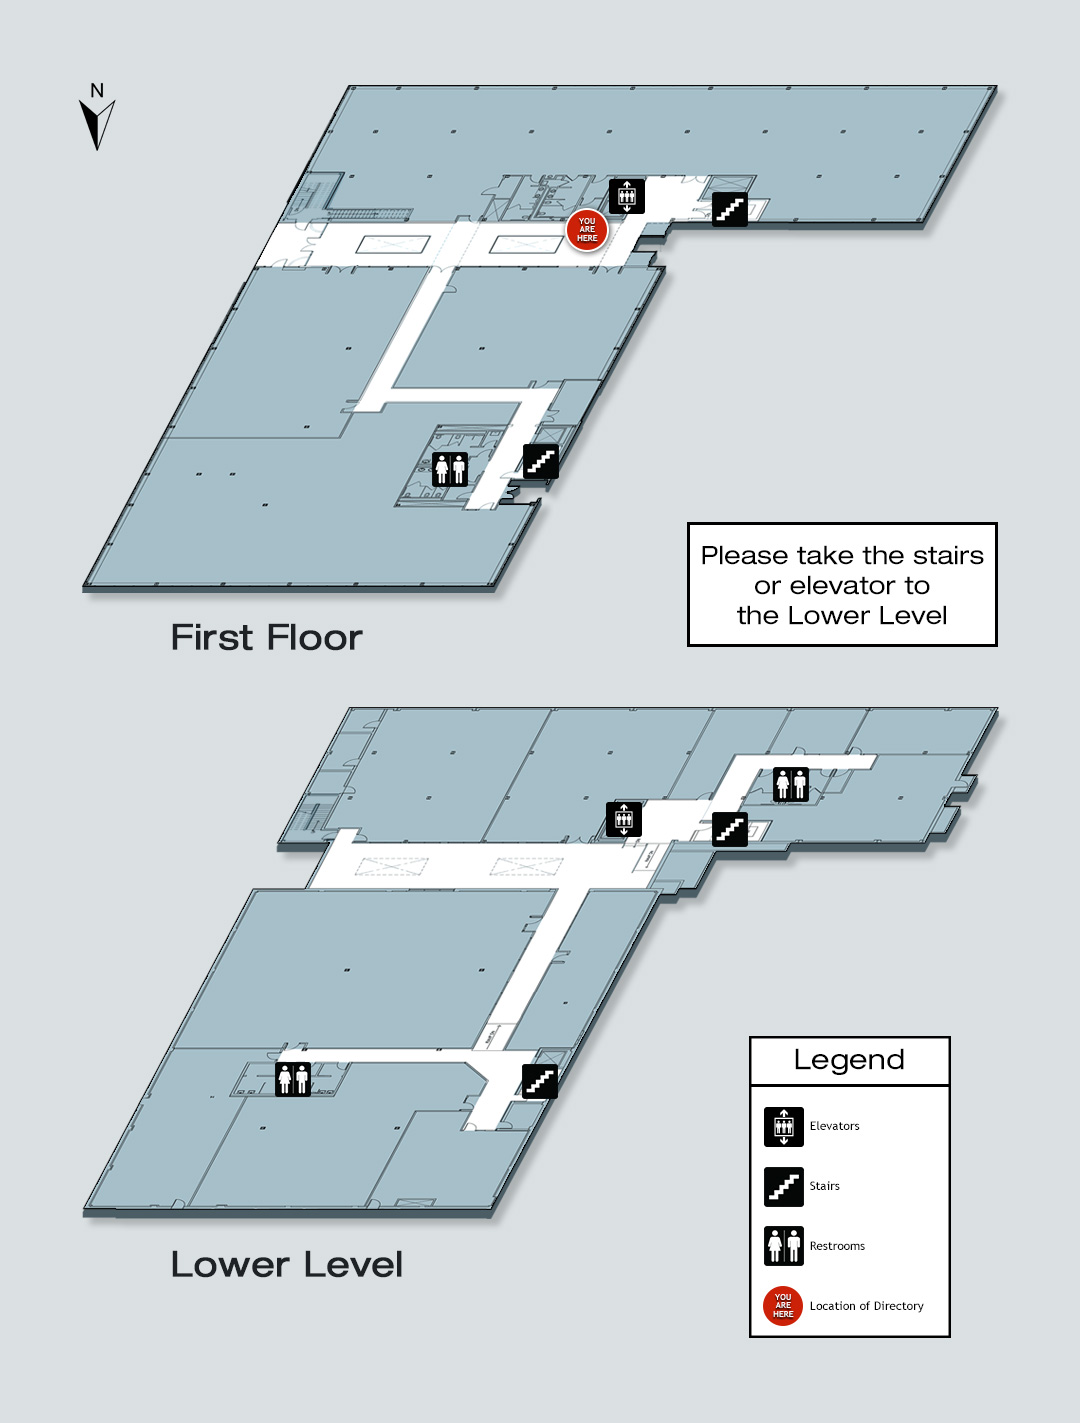 N
YOU
ARE
HERE
Please take the stairs
or elevator to
the Lower Level
First Floor
Lower Level
Legend
Elevators
Stairs
Restrooms
YOU
ARE
HERE
Location of Directory